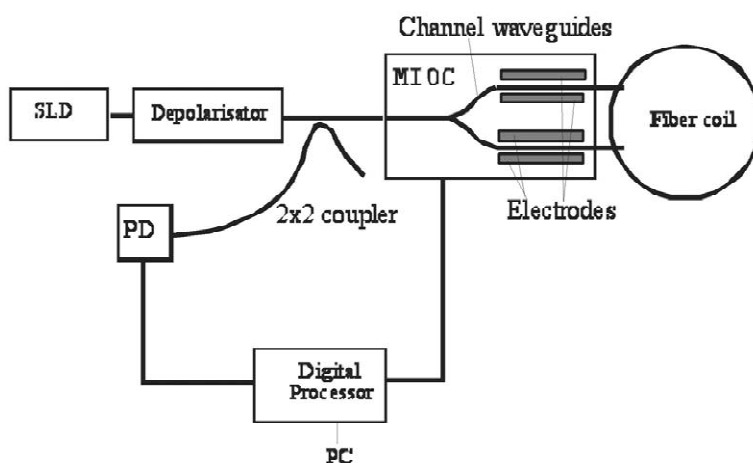 Channel waveguides
MIOC
SLD
Depolarisator
Fiber coil
2x2 coupler
Electrodes
PD
Digital
Processor
PC